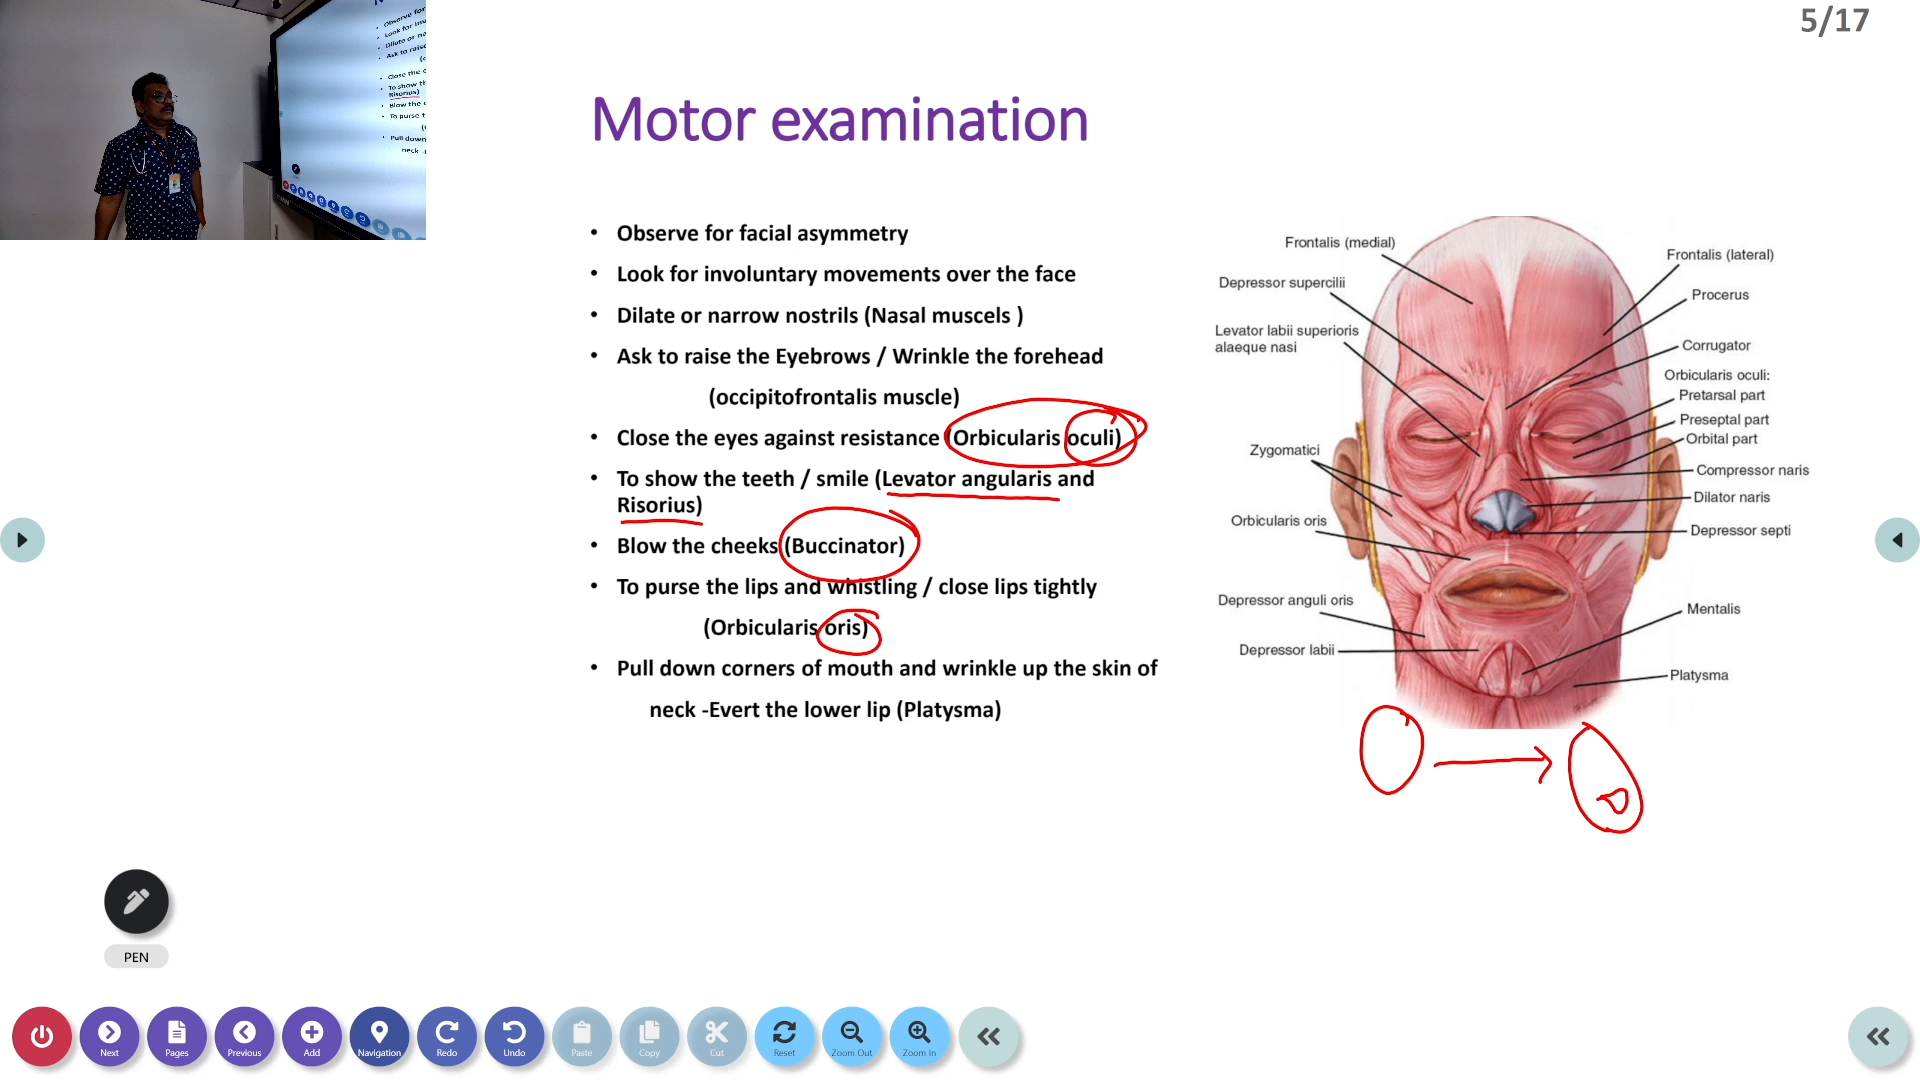 5/17
Motor examination
• Observe for facial asymmetry
• Look for involuntary movements over the face
• Dilate or narrow nostrils (Nasal muscels )
• Ask to raise the Eyebrows / Wrinkle the forehead
(occipitofrontalis muscle)
• Close the eyes against resistance (Orbicularis oculi)
• To show the teeth / smile (Levator angularis and
Risorius)
• Blow the cheeks (Buccinator)
• To purse the lips and whistling / close lips tightly
(Orbicularis oris)
• Pull down corners of mouth and wrinkle up the skin of
neck -Evert the lower lip (Platysma)
Frontalis (medial)
Depressor supercilii
Levator labii superioris
alaeque nasi
Zygomatici
Orbicularis oris
Depressor anguli oris
Depressor labii
Frontalis (lateral)
Procerus
Corrugator
Orbicularis oculi:
Pretarsal part
Preseptal part
Orbital part
Compressor naris
Dilator naris
Depressor septi
Mentalis
Platysma
PEN
Next
Pages
Previous
Add
Navigation
Redo
Undo
Paste
Copy
Cut
Reset
Zoom Out
Zoom In